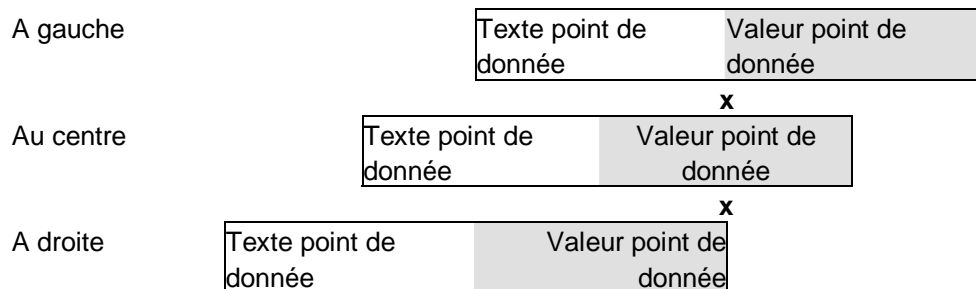 A gauche
Texte point de donnée
Valeur point de donnée
x
Au centre
Texte point de donnée
Valeur point de donnée
x
A droite
Texte point de donnée
Valeur point de donnée